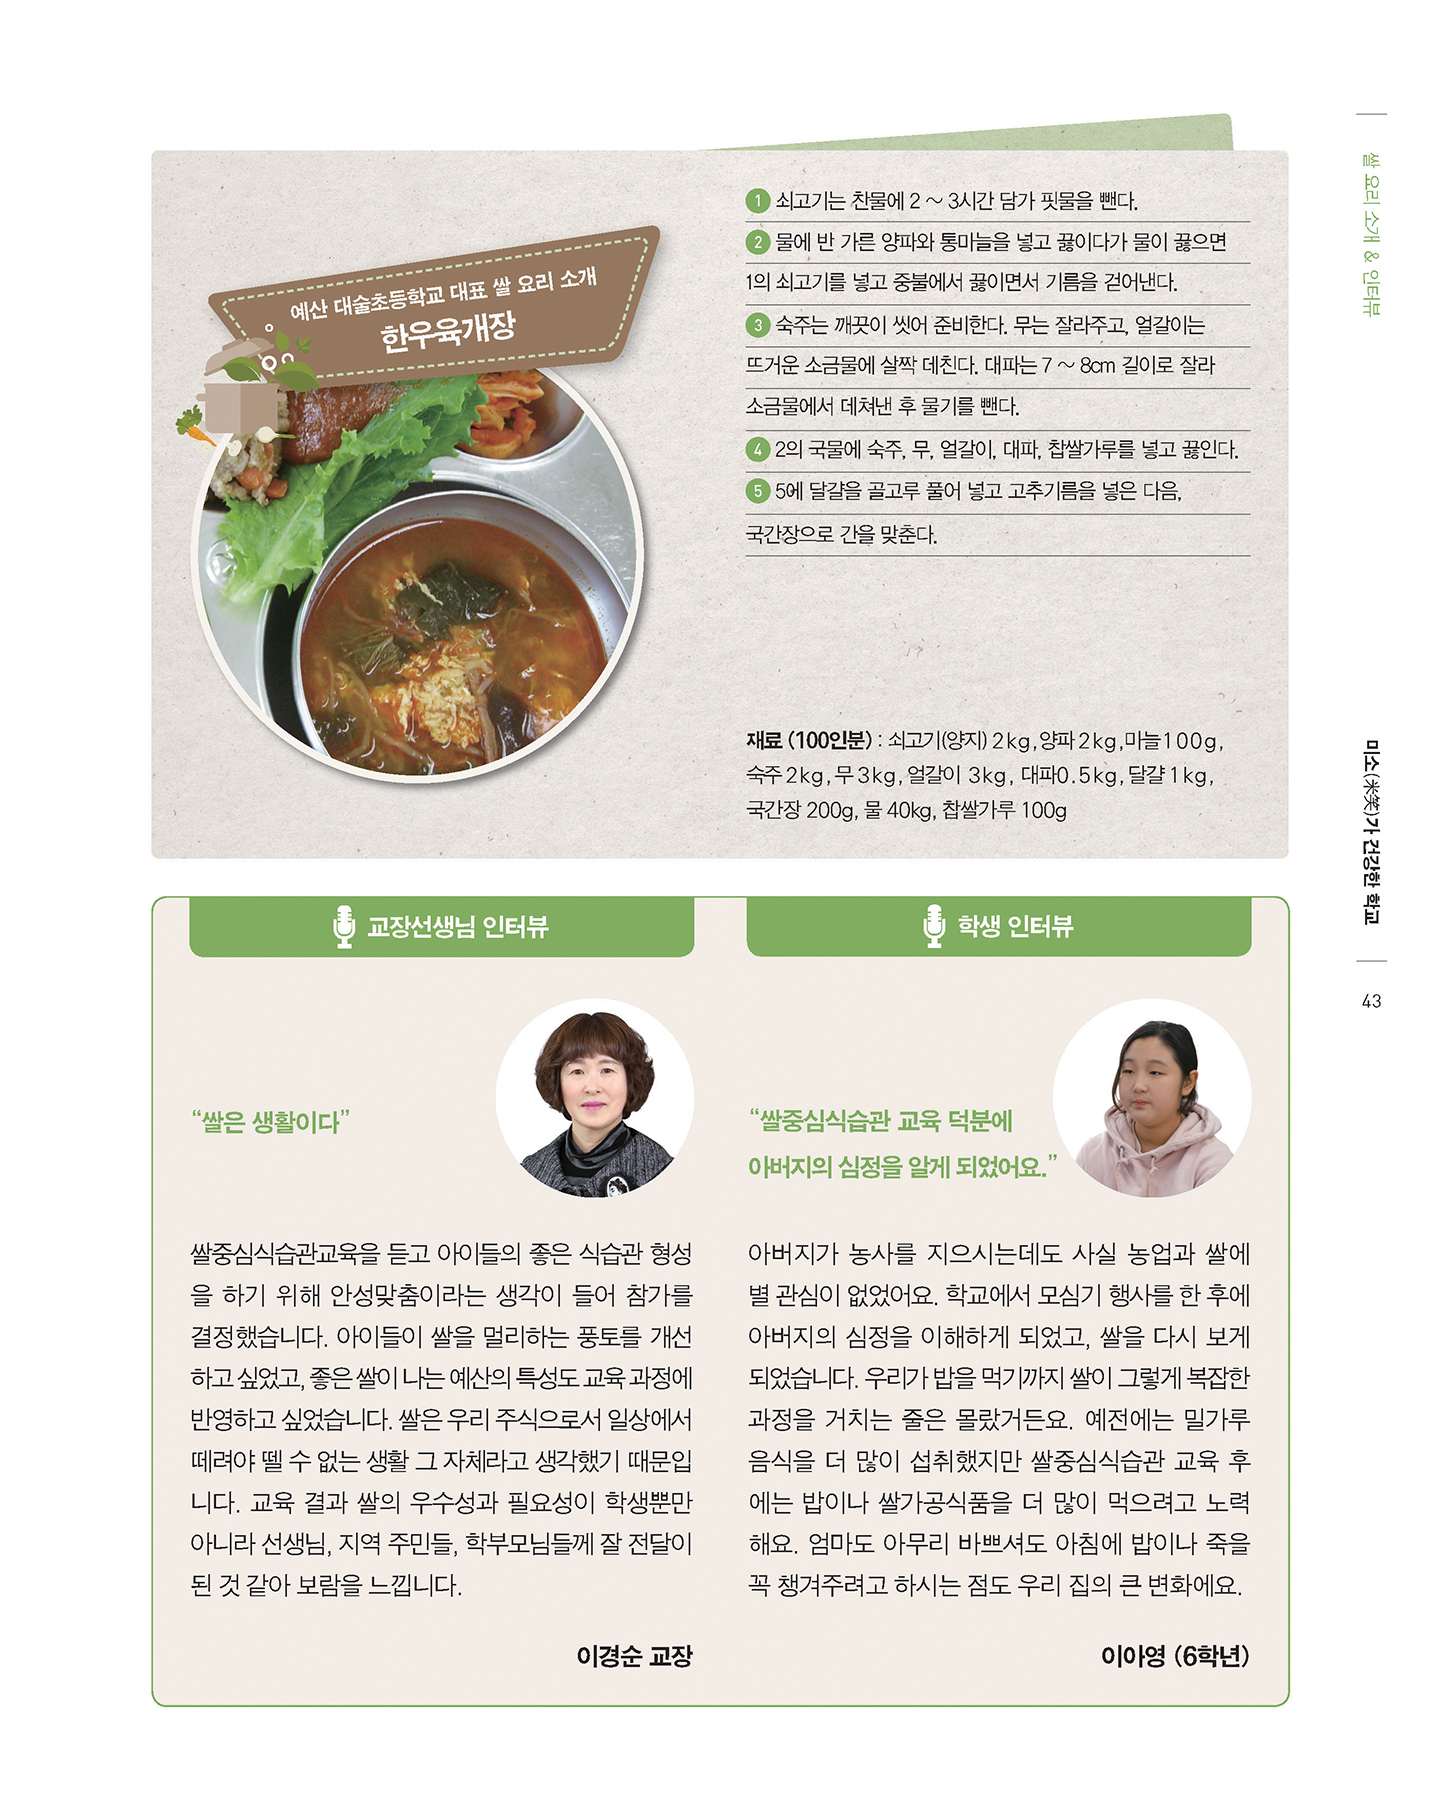 쌀 요리 소개 & 인터뷰
예산 대술초등학교 대표 쌀 요리 소개
한우육개장
1 쇠고기는 찬물에 2 ~ 3시간 담가 핏물을 뺀다.
2 물에 반 가른 양파와 통마늘을 넣고 끓이다가 물이 끓으면
1의 쇠고기를 넣고 중불에서 끓이면서 기름을 걷어낸다.
3 숙주는 깨끗이 씻어 준비한다. 무는 잘라주고, 얼갈이는
뜨거운 소금물에 살짝 데친다. 대파는 7 ~ 8cm 길이로 잘라
소금물에서 데쳐낸 후 물기를 뺀다.
4 2의 국물에 숙주, 무, 얼갈이, 대파, 찹쌀가루를 넣고 끓인다.
5 5에 달걀을 골고루 풀어 넣고 고추기름을 넣은 다음,
국간장으로 간을 맞춘다.
재료 (100인분) : 쇠고기(양지) 2kg, 양파 2kg, 마늘100g,
숙주 2kg, 무 3kg, 얼갈이 3kg, 대파0.5kg, 달걀 1kg,
국간장 200g, 물 40kg, 찹쌀가루 100g
미소(米笑)가 건강한 학교
43
교장선생님 인터뷰
“쌀은 생활이다”
쌀중심식습관교육을 듣고 아이들의 좋은 식습관 형성
을 하기 위해 안성맞춤이라는 생각이 들어 참가를
결정했습니다. 아이들이 쌀을 멀리하는 풍토를 개선
하고 싶었고, 좋은 쌀이 나는 예산의 특성도 교육 과정에
반영하고 싶었습니다. 쌀은 우리 주식으로서 일상에서
떼려야 뗄 수 없는 생활 그 자체라고 생각했기 때문입
니다. 교육 결과 쌀의 우수성과 필요성이 학생뿐만
아니라 선생님, 지역 주민들, 학부모님들께 잘 전달이
된 것 같아 보람을 느낍니다.
이경순 교장
학생 인터뷰
“쌀중심식습관 교육 덕분에
아버지의 심정을 알게 되었어요.”
아버지가 농사를 지으시는데도 사실 농업과 쌀에
별 관심이 없었어요. 학교에서 모심기 행사를 한 후에
아버지의 심정을 이해하게 되었고, 쌀을 다시 보게
되었습니다. 우리가 밥을 먹기까지 쌀이 그렇게 복잡한
과정을 거치는 줄은 몰랐거든요. 예전에는 밀가루
음식을 더 많이 섭취했지만 쌀중심식습관 교육 후
에는 밥이나 쌀가공식품을 더 많이 먹으려고 노력
해요. 엄마도 아무리 바쁘셔도 아침에 밥이나 죽을
꼭 챙겨주려고 하시는 점도 우리 집의 큰 변화에요.
이아영 (6학년)